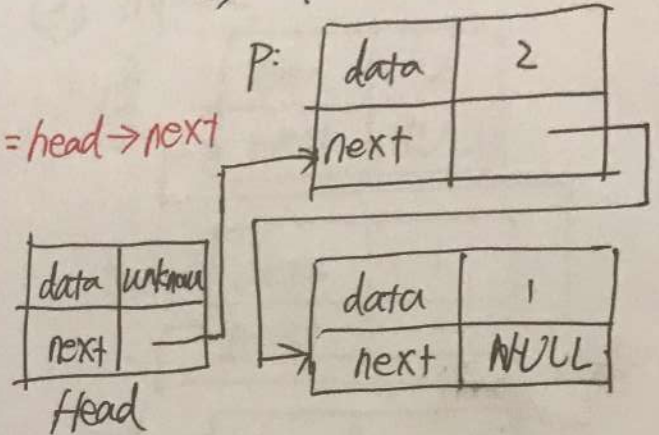 P:
data 2
= head → next
next
data unknow
next
Head
data 1
next NULL